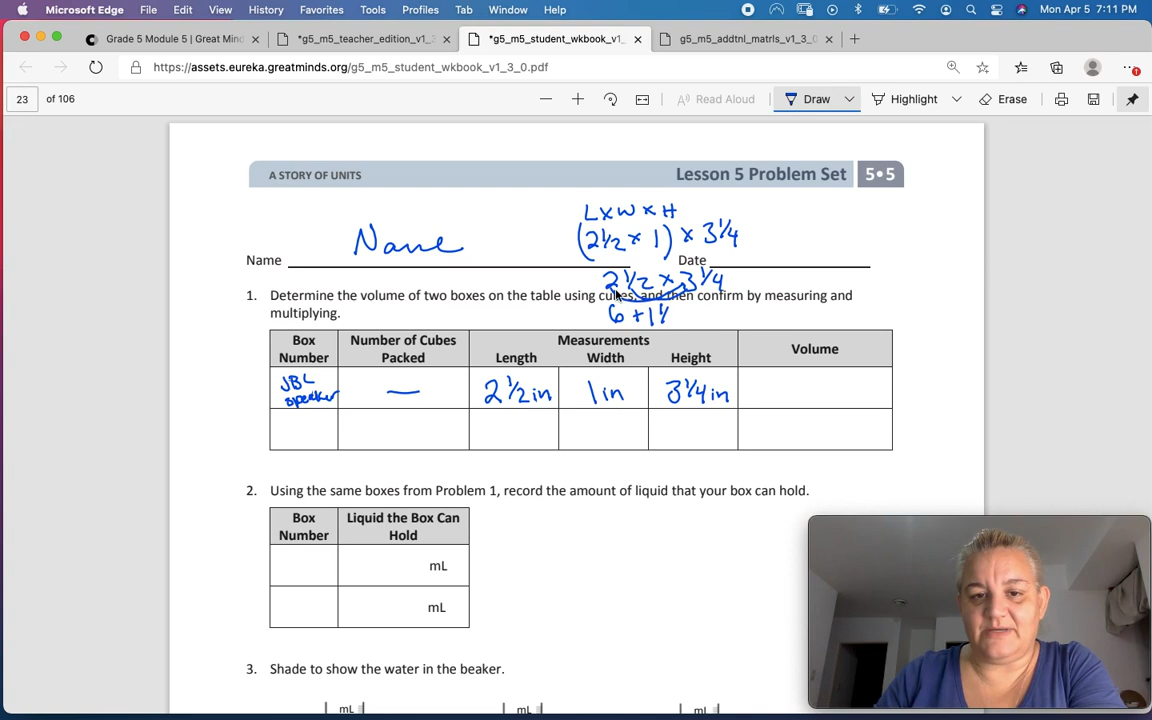 Microsoft Edge File Edit View History Favorites Tools Profiles Tab Window Help Mon Apr 5 7:11 PM
Grade 5 Module 5 | Great Mind *g5_m5_teacher_edition_v1_3 *g5_m5_student_wkbook_v1_ g5_m5_addtnl_matrls_v1_3_0
https://assets.eureka.greatminds.org/g5_m5_student_wkbook_v1_3_0.pdf
23 of 106 Read Aloud Draw Highlight Erase
A STORY OF UNITS Lesson 5 Problem Set 5•5
L x W x H
(2 1/2 x 1) x 3 1/4
Name Name Date
2 1/2 x 3 1/4
1. Determine the volume of two boxes on the table using cubes, and then confirm by measuring and
multiplying.
6 + 1 1/
Box Number Number of Cubes Packed Measurements Volume
Length Width Height
JBL speaker — 2 1/2 in 1 in 3 1/4 in
2. Using the same boxes from Problem 1, record the amount of liquid that your box can hold.
Box Number Liquid the Box Can Hold
mL
mL
3. Shade to show the water in the beaker.
mL mL mL